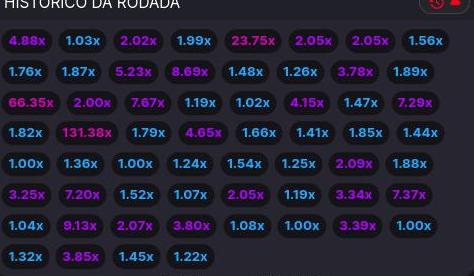 HISTÓRICO DA RODADA
4.88x 1.03x 2.02x 1.99x 23.75x 2.05x 2.05x 1.56x
1.76x 1.87x 5.23x 8.69x 1.48x 1.26x 3.78x 1.89x
66.35x 2.00x 7.67x 1.19x 1.02x 4.15x 1.47x 7.29x
1.82x 131.38x 1.79x 4.65x 1.66x 1.41x 1.85x 1.44x
1.00x 1.36x 1.00x 1.24x 1.54x 1.25x 2.09x 1.88x
3.25x 7.20x 1.52x 1.07x 2.05x 1.19x 3.34x 7.37x
1.04x 9.13x 2.07x 3.80x 1.08x 1.00x 3.39x 1.00x
1.32x 3.85x 1.45x 1.22x